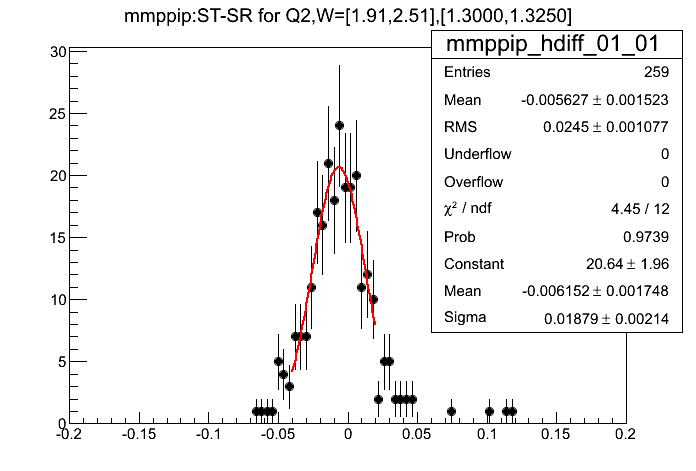 mmppip:ST-SR for Q2,W=[1.91,2.51],[1.3000,1.3250]
mmppip_hdiff_01_01
Entries 259
Mean -0.005627 ± 0.001523
RMS 0.0245 ± 0.001077
Underflow 0
Overflow 0
χ² / ndf 4.45 / 12
Prob 0.9739
Constant 20.64 ± 1.96
Mean -0.006152 ± 0.001748
Sigma 0.01879 ± 0.00214
30
25
20
15
10
5
0
-0.2 -0.15 -0.1 -0.05 0 0.05 0.1 0.15 0.2